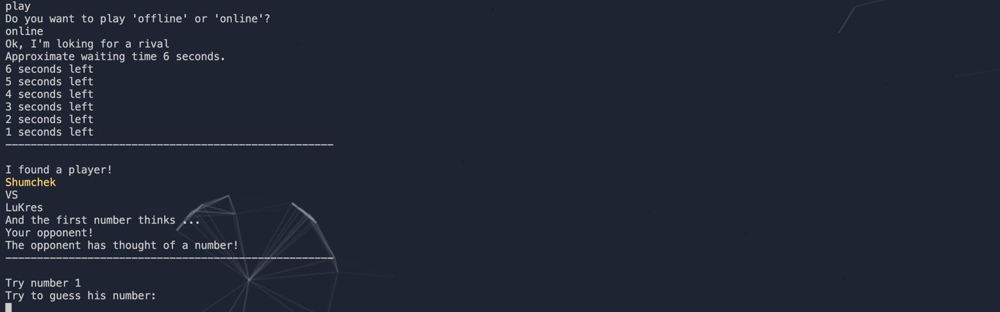 play
Do you want to play 'offline' or 'online'?
online
Ok, I'm loking for a rival
Approximate waiting time 6 seconds.
6 seconds left
5 seconds left
4 seconds left
3 seconds left
2 seconds left
1 seconds left
----------------------------------------------------
I found a player!
Shumchek
VS
LuKres
And the first number thinks ...
Your opponent!
The opponent has thought of a number!
----------------------------------------------------
Try number 1
Try to guess his number: